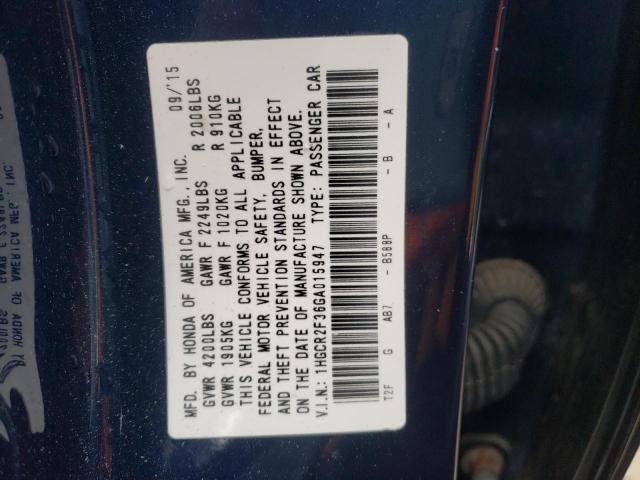 MFD. BY HONDA OF AMERICA MFG., INC. 09/'15
GVWR 4200LBS GAWR F 2249LBS R 2006LBS
GVWR 1905KG GAWR F 1020KG R 910KG
THIS VEHICLE CONFORMS TO ALL APPLICABLE
FEDERAL MOTOR VEHICLE SAFETY, BUMPER,
AND THEFT PREVENTION STANDARDS IN EFFECT
ON THE DATE OF MANUFACTURE SHOWN ABOVE.
V.I.N.: 1HGCR2F36GA015947 TYPE: PASSENGER CAR
T2F G AB7 - B588P - B - A